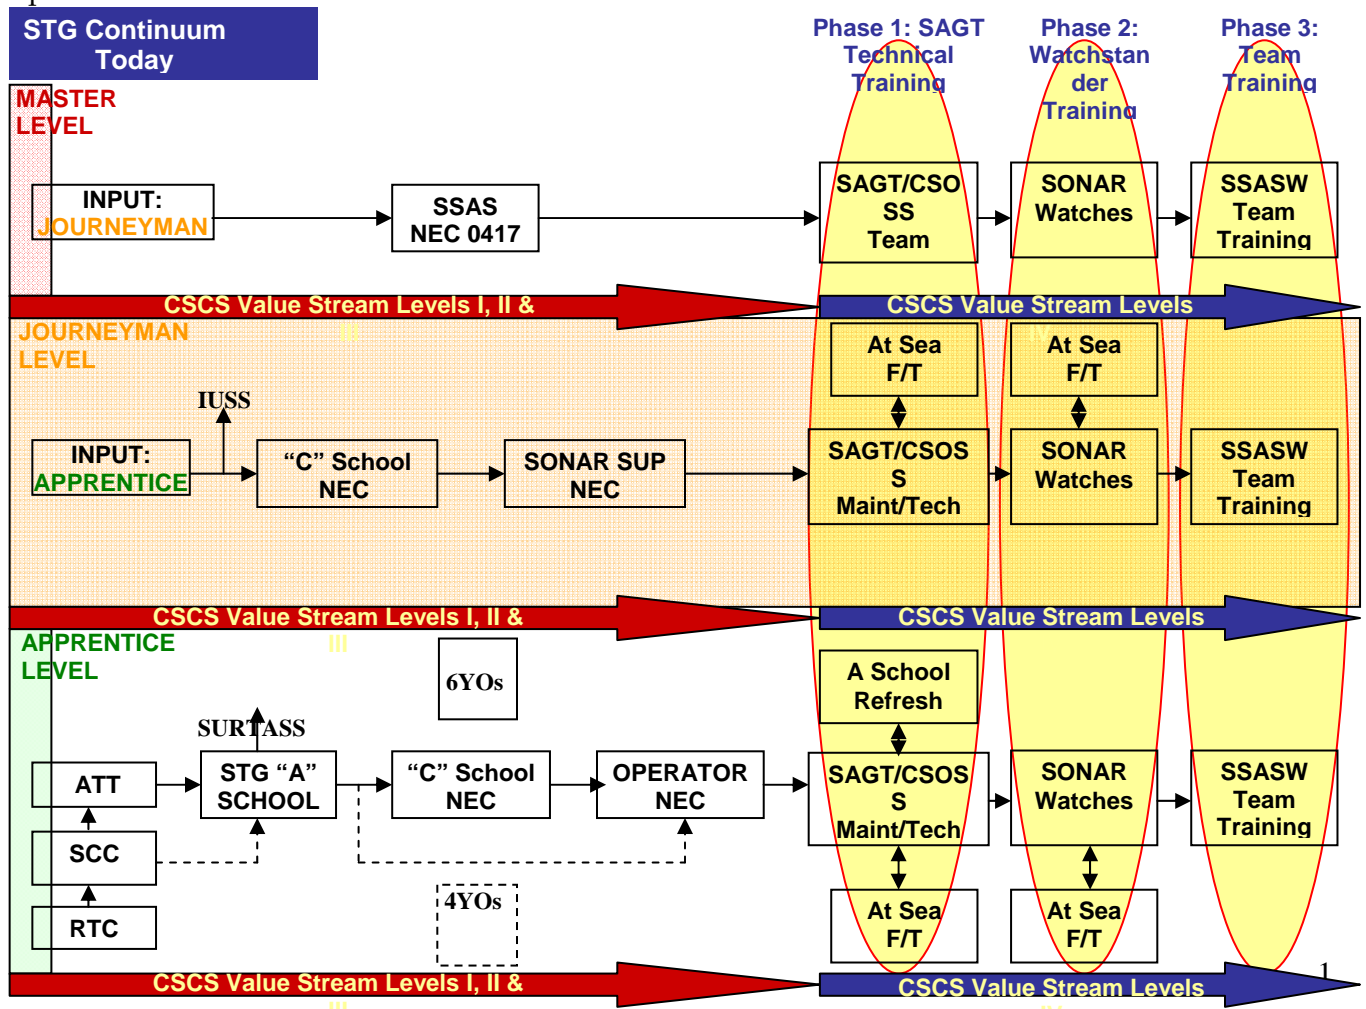 STG Continuum
Today
Phase 1: SAGT
Technical
Training
Phase 2:
Watchstan
der
Training
Phase 3:
Team
Training
MASTER
LEVEL
INPUT:
JOURNEYMAN
SSAS
NEC 0417
SAGT/CSO
SS
Team
SONAR
Watches
SSASW
Team
Training
CSCS Value Stream Levels I, II &
III
CSCS Value Stream Levels
IV
JOURNEYMAN
LEVEL
At Sea
F/T
At Sea
F/T
IUSS
INPUT:
APPRENTICE
“C” School
NEC
SONAR SUP
NEC
SAGT/CSOS
S
Maint/Tech
SONAR
Watches
SSASW
Team
Training
CSCS Value Stream Levels I, II &
III
CSCS Value Stream Levels
APPRENTICE
LEVEL
6YOs
A School
Refresh
SURTASS
ATT
STG “A”
SCHOOL
“C” School
NEC
OPERATOR
NEC
SAGT/CSOS
S
Maint/Tech
SONAR
Watches
SSASW
Team
Training
SCC
4YOs
RTC
At Sea
F/T
At Sea
F/T
1
CSCS Value Stream Levels I, II &
CSCS Value Stream Levels